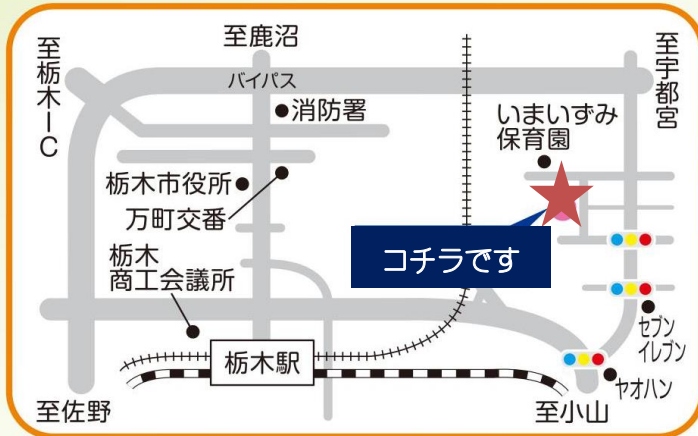 至鹿沼
至栃木IC
至宇都宮
バイパス
消防署
いまいずみ
保育園
栃木市役所
万町交番
コチラです
栃木
商工会議所
セブン
イレブン
栃木駅
ヤオハン
至佐野
至小山